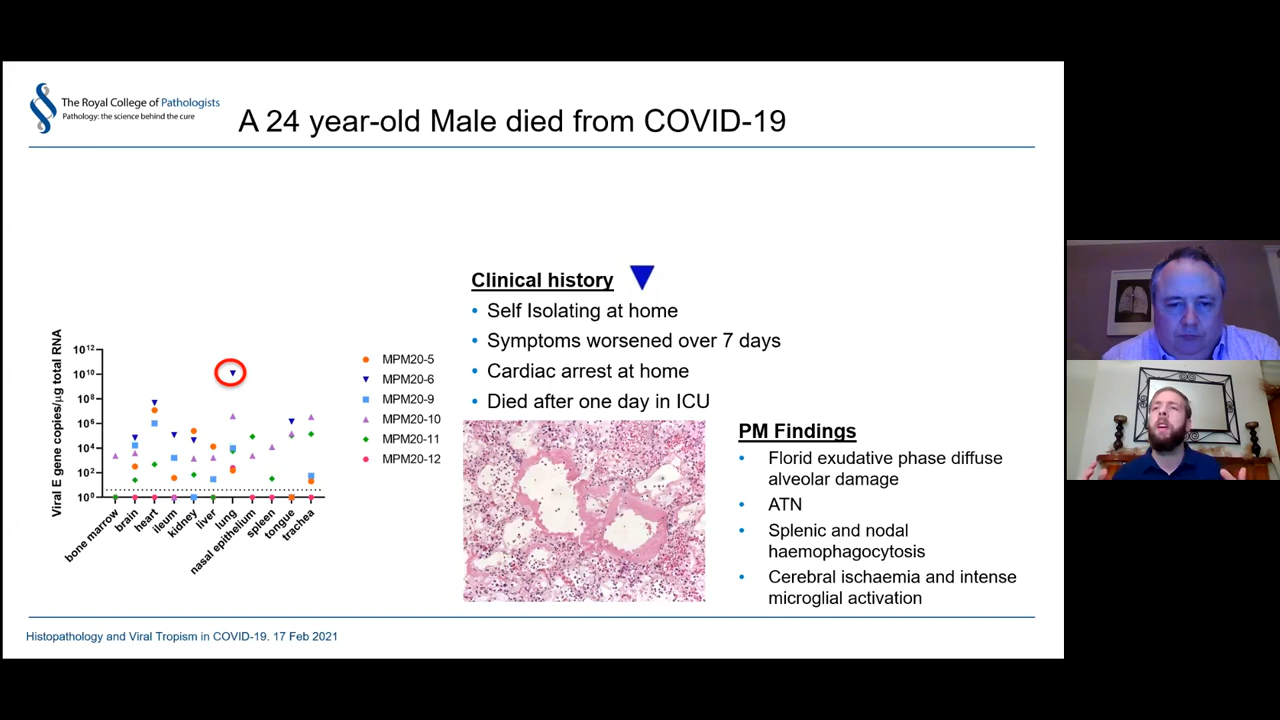 The Royal College of Pathologists
Pathology: the science behind the cure
A 24 year-old Male died from COVID-19
Clinical history
• Self Isolating at home
• Symptoms worsened over 7 days
• Cardiac arrest at home
• Died after one day in ICU
Viral E gene copies/µg total RNA
10¹²
10¹⁰
10⁸
10⁶
10⁴
10²
10⁰
bone marrow
brain
heart
ileum
kidney
liver
lung
nasal epithelium
spleen
tongue
trachea
MPM20-5
MPM20-6
MPM20-9
MPM20-10
MPM20-11
MPM20-12
PM Findings
• Florid exudative phase diffuse
alveolar damage
• ATN
• Splenic and nodal
haemophagocytosis
• Cerebral ischaemia and intense
microglial activation
Histopathology and Viral Tropism in COVID-19. 17 Feb 2021